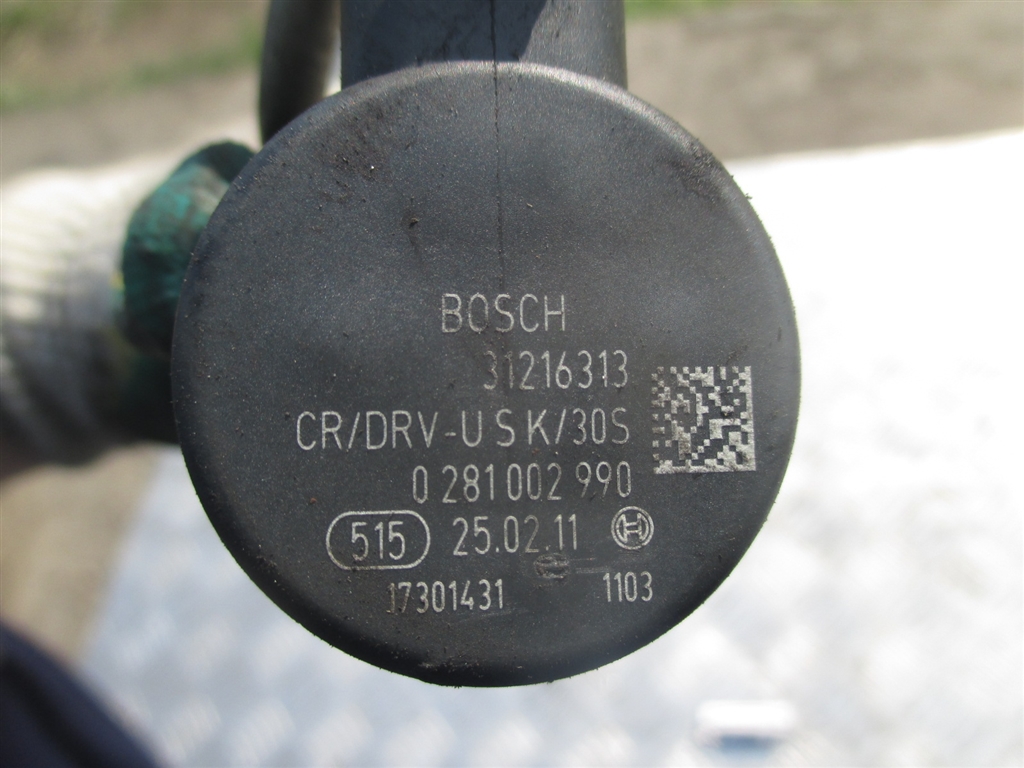 BOSCH
31216313
CR/DRV-U S K/30S
0 281 002 990
515 25.02.11
17301431 1103